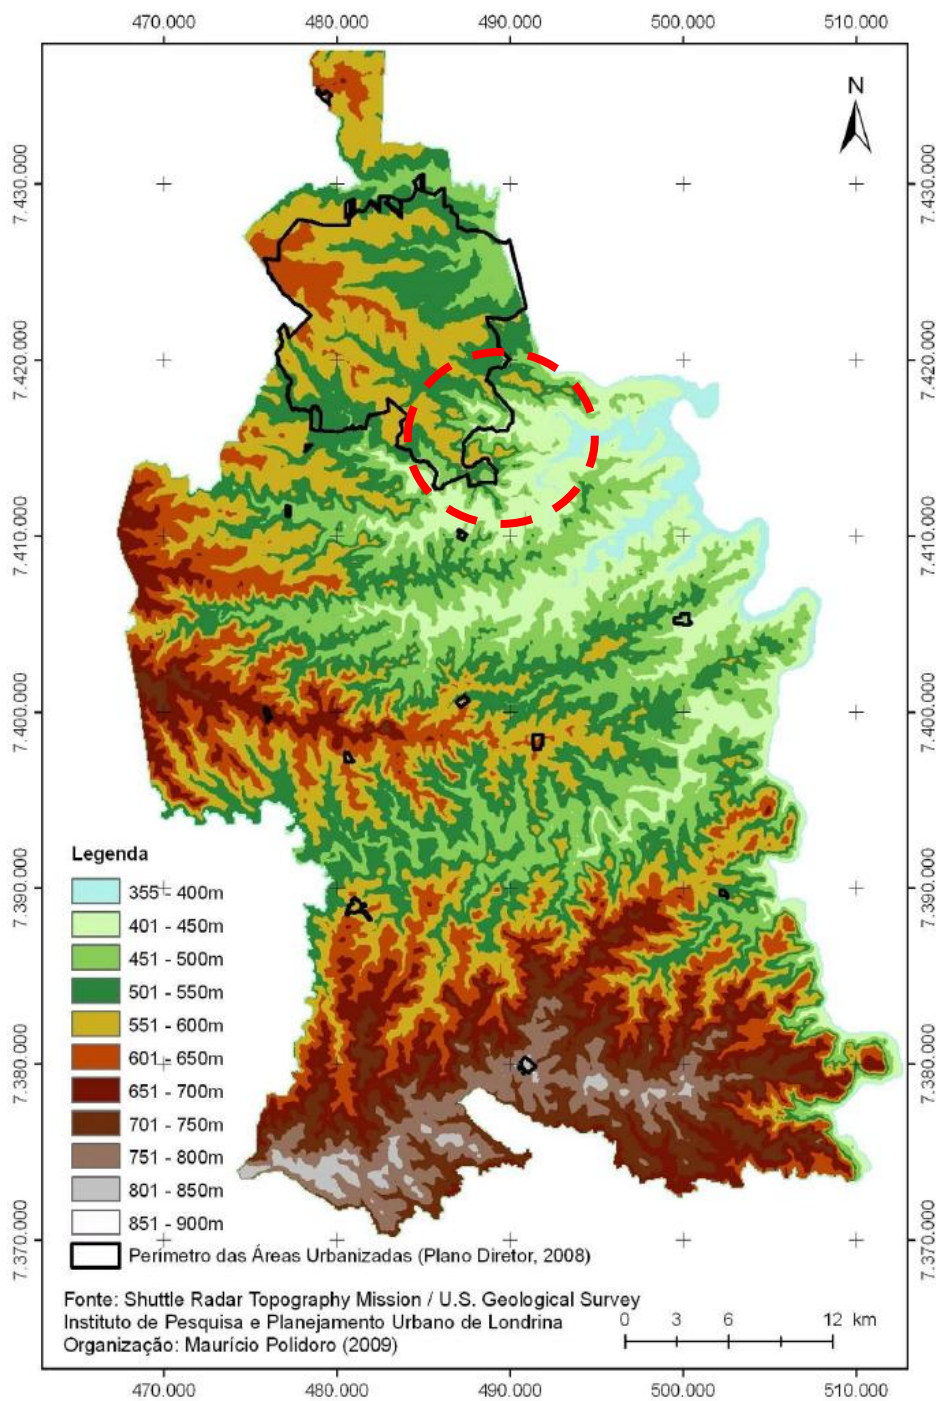 470.000 480.000 490.000 500.000 510.000
N
7.430.000 7.430.000
7.420.000 7.420.000
7.410.000 7.410.000
7.400.000 7.400.000
7.390.000 7.390.000
7.380.000 7.380.000
7.370.000 7.370.000
Legenda
355 - 400m
401 - 450m
451 - 500m
501 - 550m
551 - 600m
601 - 650m
651 - 700m
701 - 750m
751 - 800m
801 - 850m
851 - 900m
Perímetro das Áreas Urbanizadas (Plano Diretor, 2008)
Fonte: Shuttle Radar Topography Mission / U.S. Geological Survey
Instituto de Pesquisa e Planejamento Urbano de Londrina
Organização: Maurício Polidoro (2009)
0 3 6 12 km
470.000 480.000 490.000 500.000 510.000